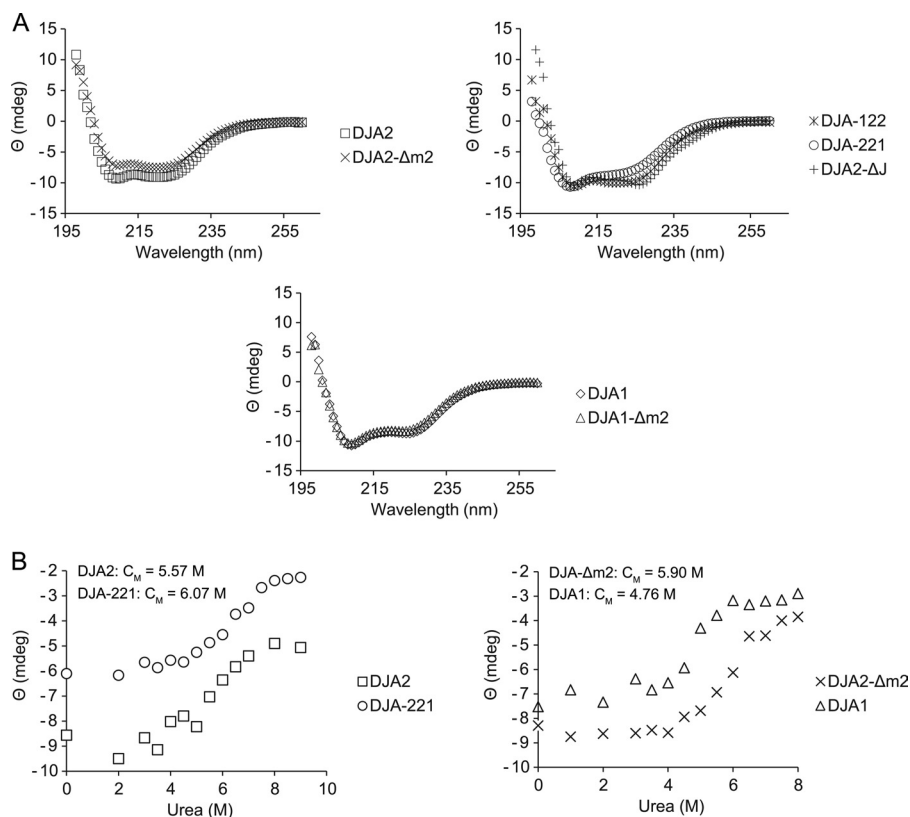 A
15
10
5
0
-5
-10
-15
Θ (mdeg)
195 215 235 255
Wavelength (nm)
DJA2
DJA2-Δm2
15
10
5
0
-5
-10
-15
Θ (mdeg)
195 215 235 255
Wavelength (nm)
DJA-122
DJA-221
DJA2-ΔJ
15
10
5
0
-5
-10
-15
Θ (mdeg)
195 215 235 255
Wavelength (nm)
DJA1
DJA1-Δm2
B
DJA2: C_M = 5.57 M
DJA-221: C_M = 6.07 M
-2
-3
-4
-5
-6
-7
-8
-9
-10
Θ (mdeg)
0 2 4 6 8 10
Urea (M)
DJA2
DJA-221
DJA-Δm2: C_M = 5.90 M
DJA1: C_M = 4.76 M
-2
-3
-4
-5
-6
-7
-8
-9
-10
Θ (mdeg)
0 2 4 6 8
Urea (M)
DJA2-Δm2
DJA1